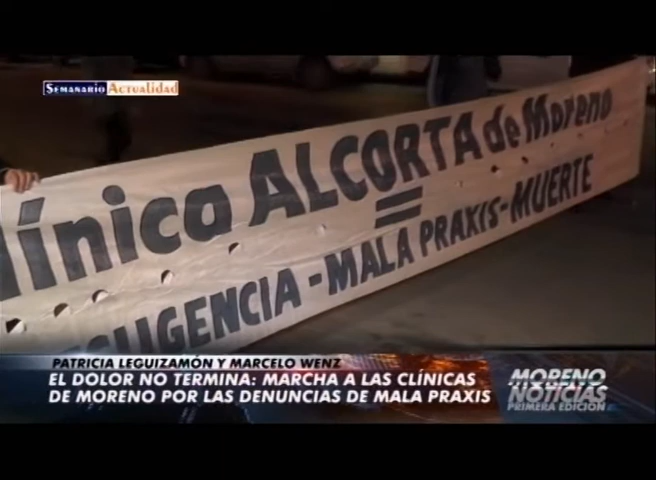 Semanario Actualidad
línica ALCORTA de Moreno
=
GLIGENCIA - MALA PRAXIS - MUERTE
PATRICIA LEGUIZAMÓN Y MARCELO WENZ
EL DOLOR NO TERMINA: MARCHA A LAS CLÍNICAS
DE MORENO POR LAS DENUNCIAS DE MALA PRAXIS
MORENO
NOTICIAS
PRIMERA EDICIÓN